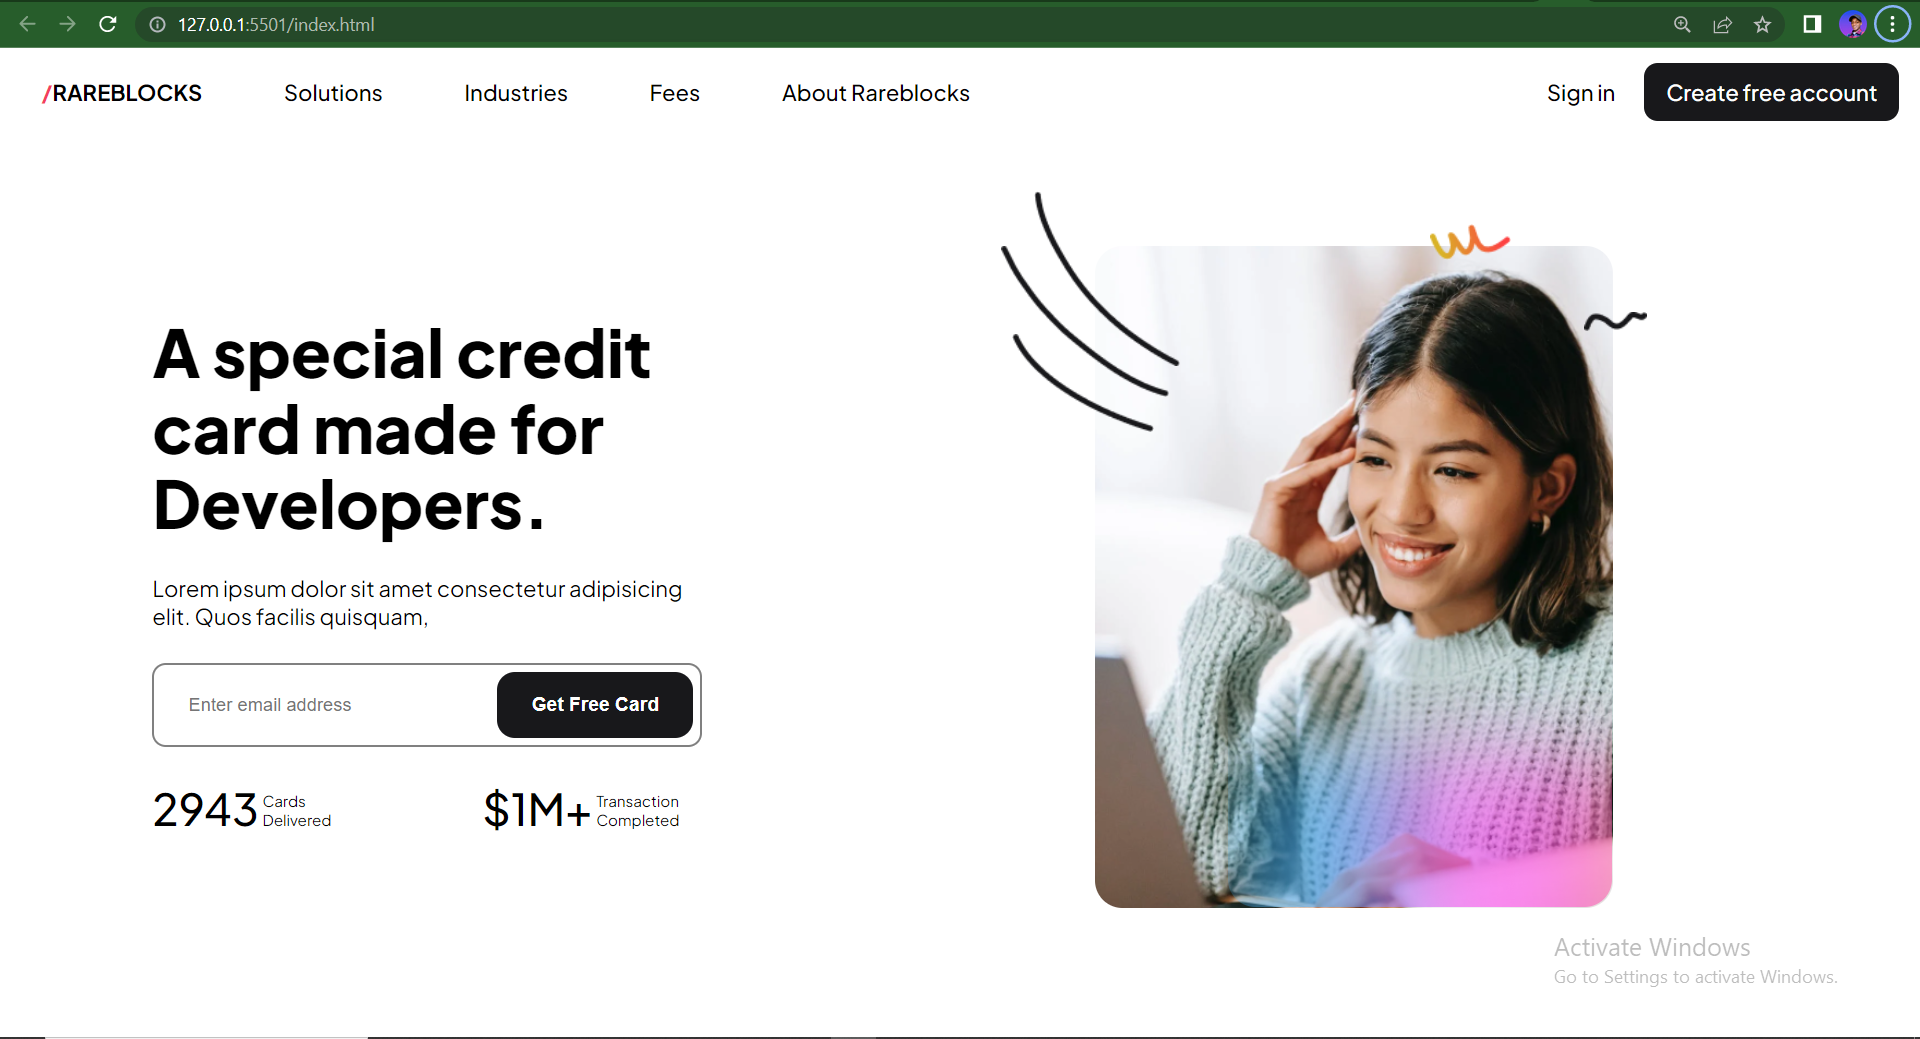 127.0.0.1:5501/index.html
/RAREBLOCKS Solutions Industries Fees About Rareblocks Sign in Create free account
A special credit
card made for
Developers.
Lorem ipsum dolor sit amet consectetur adipisicing
elit. Quos facilis quisquam,
Enter email address Get Free Card
2943 Cards
Delivered
$1M+ Transaction
Completed
Activate Windows
Go to Settings to activate Windows.